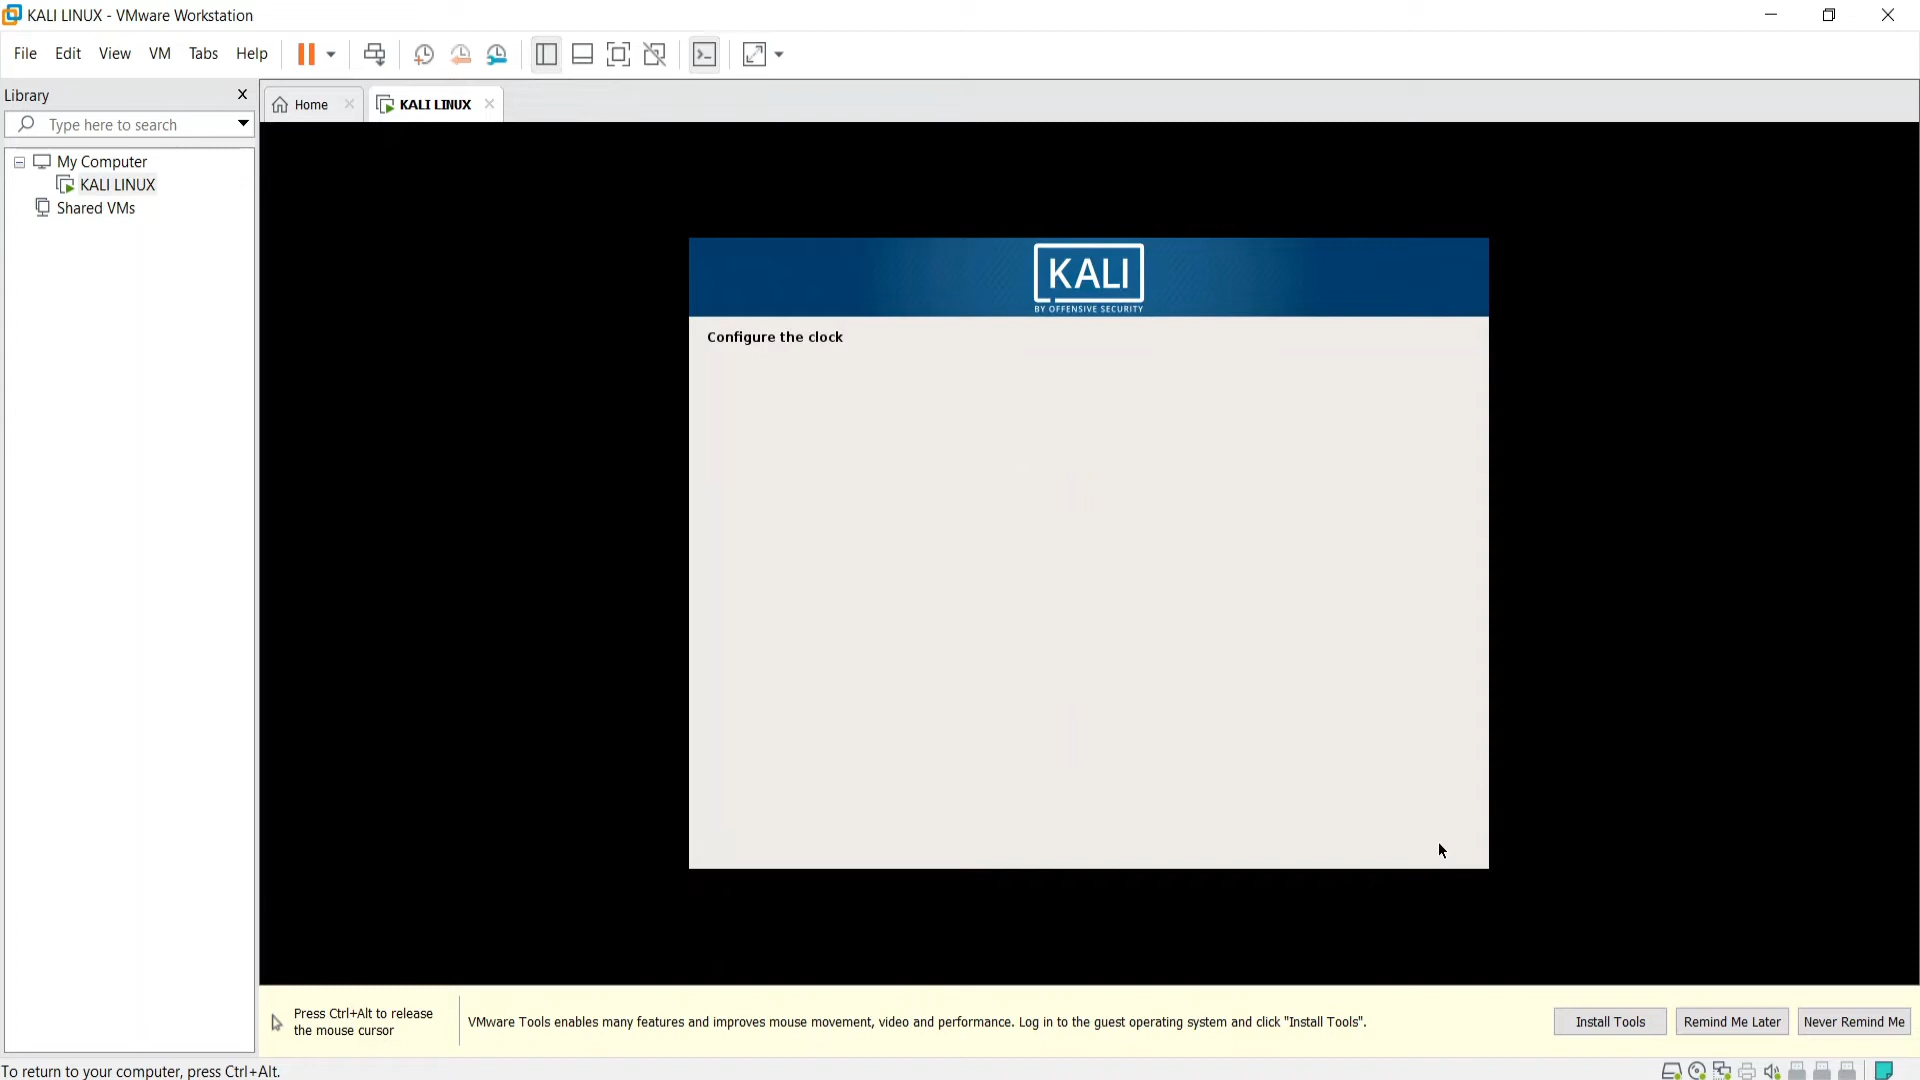 KALI LINUX - VMware Workstation
File Edit View VM Tabs Help
Library
Type here to search
My Computer
KALI LINUX
Shared VMs
Home
KALI LINUX
KALI
BY OFFENSIVE SECURITY
Configure the clock
Press Ctrl+Alt to release
the mouse cursor
VMware Tools enables many features and improves mouse movement, video and performance. Log in to the guest operating system and click "Install Tools".
Install Tools
Remind Me Later
Never Remind Me
To return to your computer, press Ctrl+Alt.